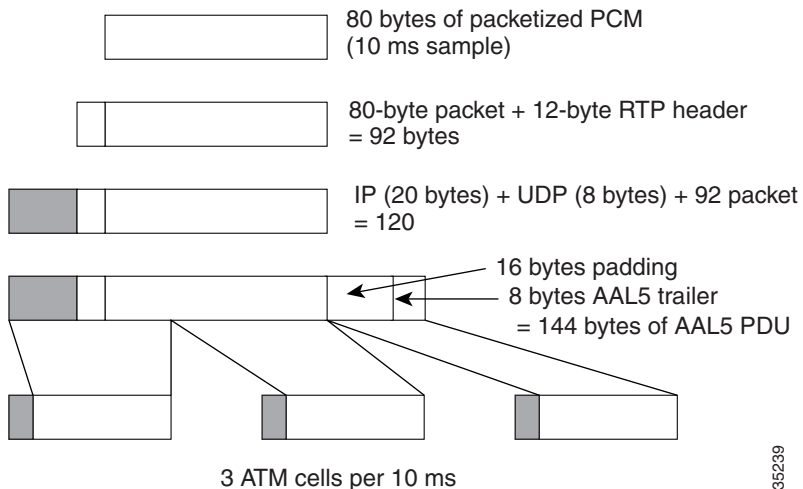 80 bytes of packetized PCM
(10 ms sample)
80-byte packet + 12-byte RTP header
= 92 bytes
IP (20 bytes) + UDP (8 bytes) + 92 packet
= 120
16 bytes padding
8 bytes AAL5 trailer
= 144 bytes of AAL5 PDU
3 ATM cells per 10 ms
35239